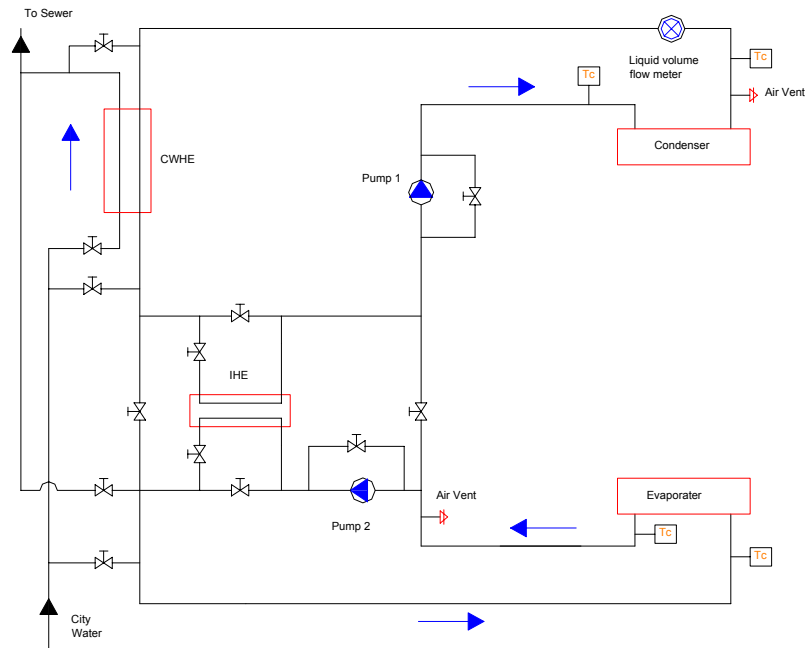 To Sewer
Liquid volume
flow meter
Tc
Tc
Air Vent
Condenser
CWHE
Pump 1
IHE
Pump 2
Air Vent
Evaporater
Tc
Tc
City
Water